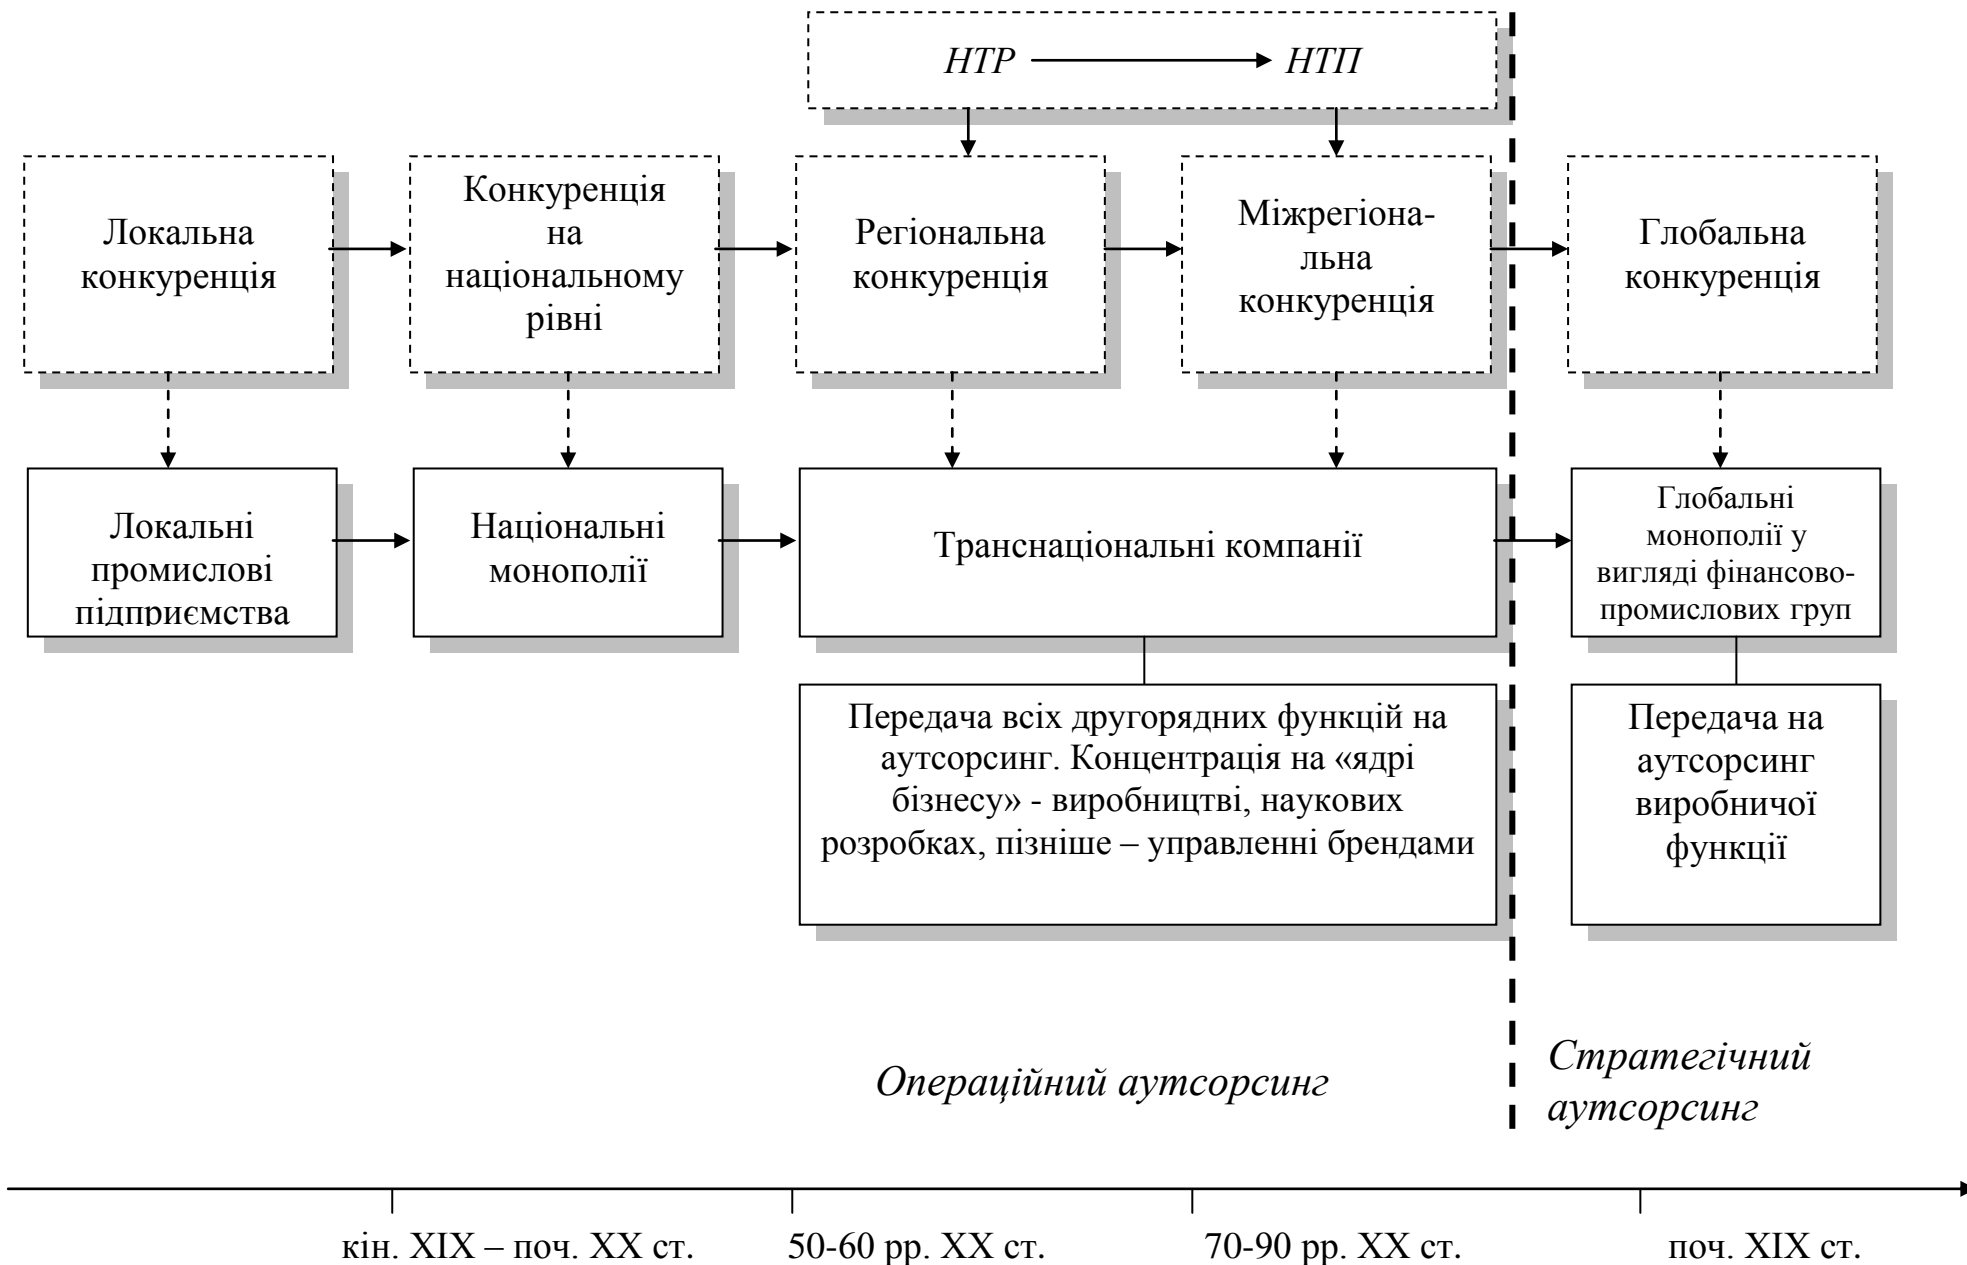 НТР
НТП
Локальна
конкуренція
Конкуренція
на
національному
рівні
Регіональна
конкуренція
Міжрегіона-
льна
конкуренція
Глобальна
конкуренція
Локальні
промислові
підприємства
Національні
монополії
Транснаціональні компанії
Глобальні
монополії у
вигляді фінансово-
промислових груп
Передача всіх другорядних функцій на
аутсорсинг. Концентрація на «ядрі
бізнесу» - виробництві, наукових
розробках, пізніше – управленні брендами
Передача на
аутсорсинг
виробничої
функції
Операційний аутсорсинг
Стратегічний
аутсорсинг
кін. XIX – поч. XX ст.
50-60 рр. XX ст.
70-90 рр. XX ст.
поч. XIX ст.